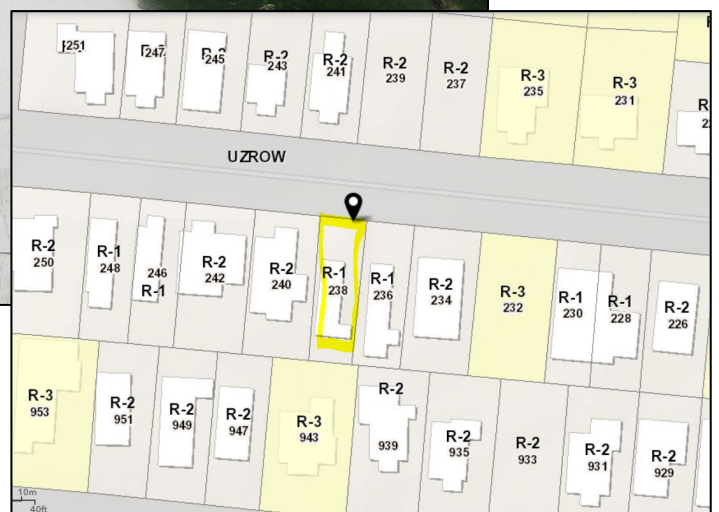 251
R-2
247
R-2
245
R-2
243
R-2
241
R-2
239
R-2
237
R-3
235
R-3
231
UZROW
R-2
250
R-1
248
246
R-1
R-2
242
R-2
240
R-1
238
R-1
236
R-2
234
R-3
232
R-1
230
R-1
228
R-2
226
R-3
953
R-2
951
R-2
949
R-2
947
R-3
943
R-2
939
R-2
935
R-2
933
R-2
931
R-2
929
10m
40ft